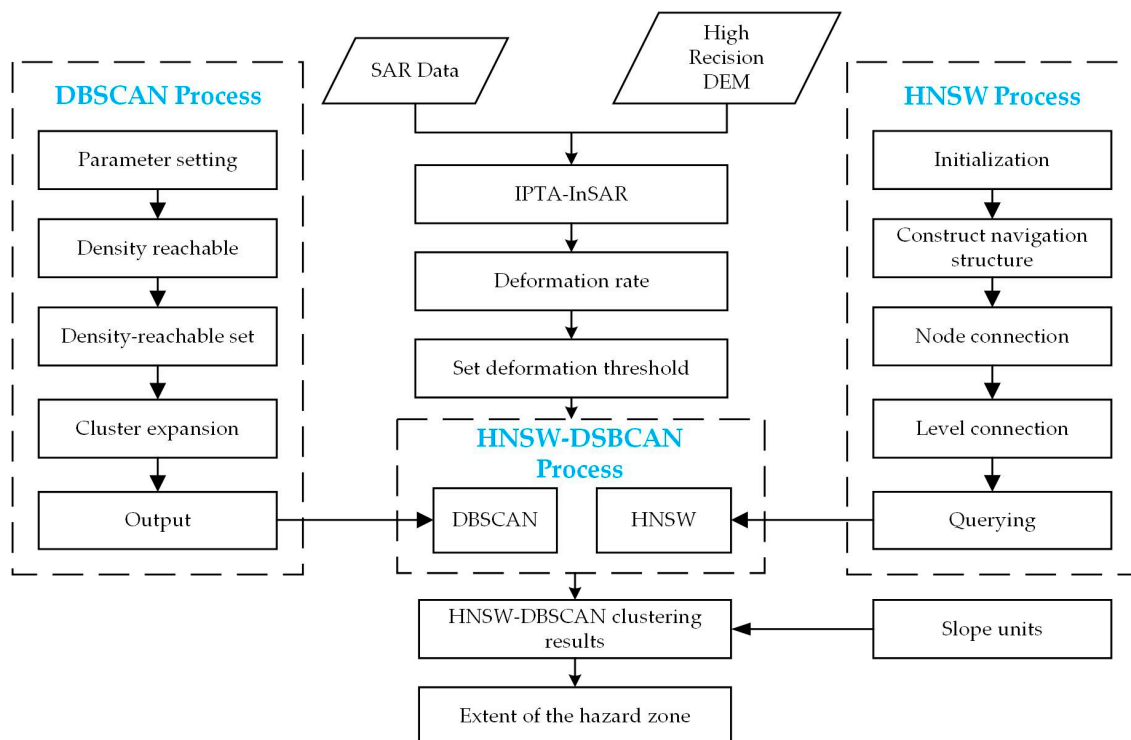 SAR Data
High
Recision
DEM
DBSCAN Process
Parameter setting
Density reachable
Density-reachable set
Cluster expansion
Output
IPTA-InSAR
Deformation rate
Set deformation threshold
HNSW-DSBCAN
Process
DBSCAN
HNSW
HNSW-DBSCAN clustering
results
Extent of the hazard zone
HNSW Process
Initialization
Construct navigation
structure
Node connection
Level connection
Querying
Slope units